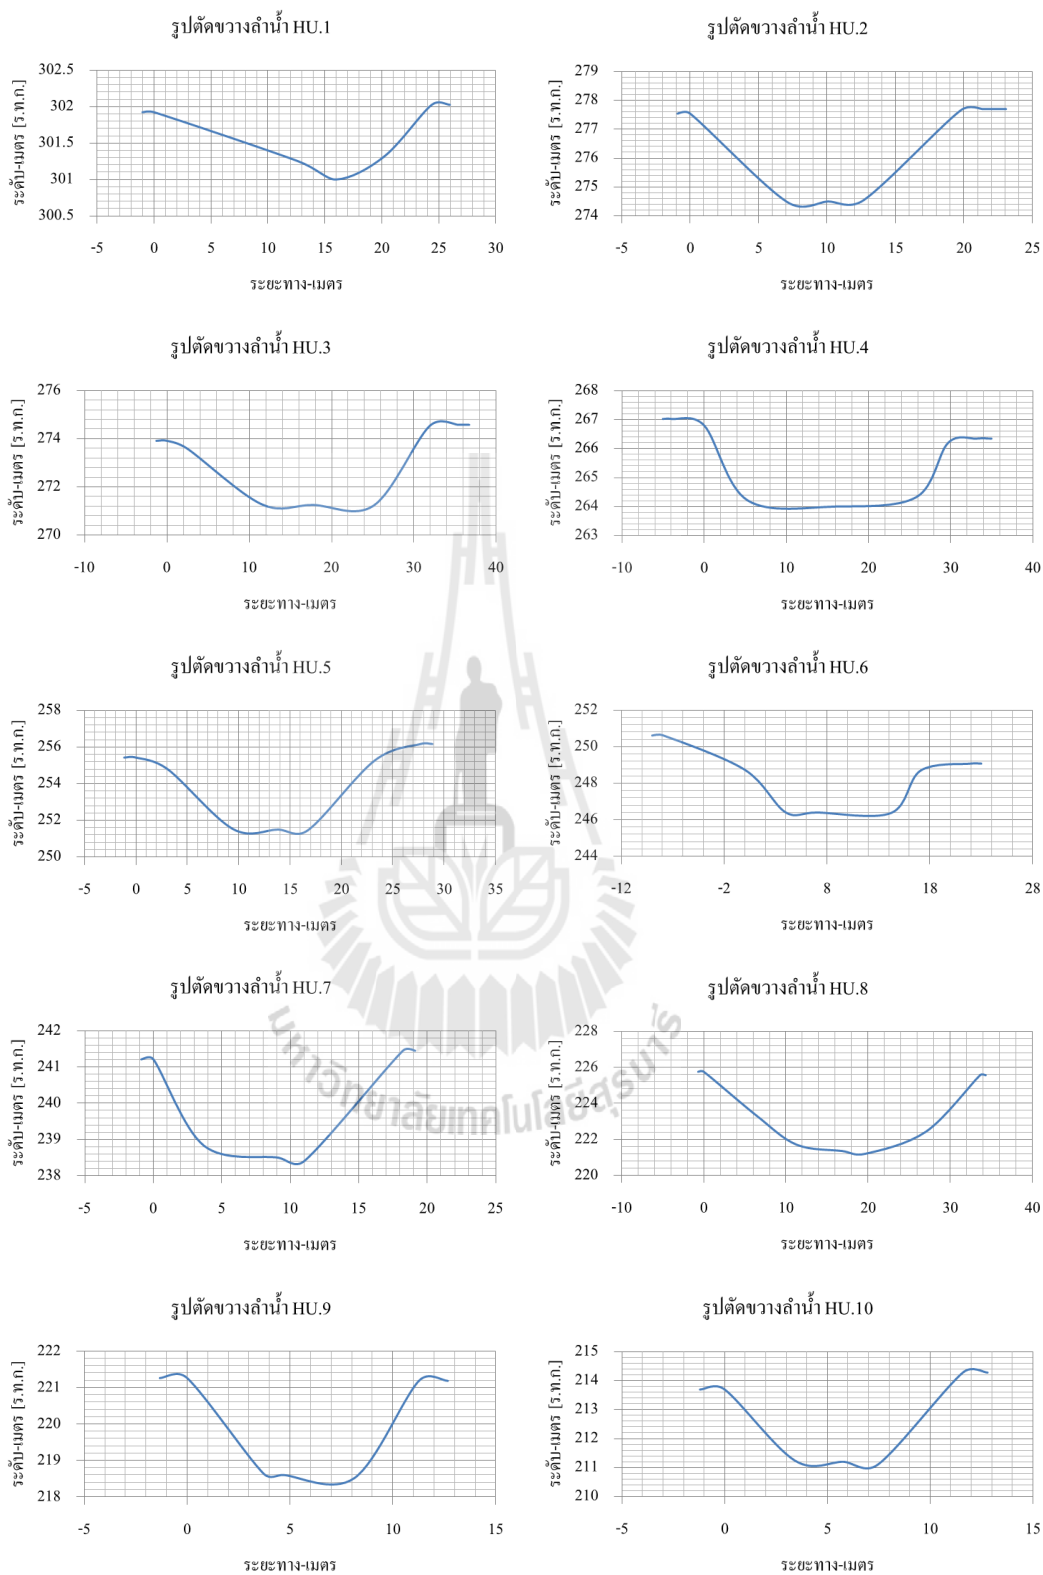 รูปตัดขวางลำน้ำ HU.1
ระดับ-เมตร [ร.ท.ก.]
302.5
302
301.5
301
300.5
-5 0 5 10 15 20 25 30
ระยะทาง-เมตร
รูปตัดขวางลำน้ำ HU.2
ระดับ-เมตร [ร.ท.ก.]
279
278
277
276
275
274
-5 0 5 10 15 20 25
ระยะทาง-เมตร
รูปตัดขวางลำน้ำ HU.3
ระดับ-เมตร [ร.ท.ก.]
276
274
272
270
-10 0 10 20 30 40
ระยะทาง-เมตร
รูปตัดขวางลำน้ำ HU.4
ระดับ-เมตร [ร.ท.ก.]
268
267
266
265
264
263
-10 0 10 20 30 40
ระยะทาง-เมตร
รูปตัดขวางลำน้ำ HU.5
ระดับ-เมตร [ร.ท.ก.]
258
256
254
252
250
-5 0 5 10 15 20 25 30 35
ระยะทาง-เมตร
รูปตัดขวางลำน้ำ HU.6
ระดับ-เมตร [ร.ท.ก.]
252
250
248
246
244
-12 -2 8 18 28
ระยะทาง-เมตร
รูปตัดขวางลำน้ำ HU.7
ระดับ-เมตร [ร.ท.ก.]
242
241
240
239
238
-5 0 5 10 15 20 25
ระยะทาง-เมตร
รูปตัดขวางลำน้ำ HU.8
ระดับ-เมตร [ร.ท.ก.]
228
226
224
222
220
-10 0 10 20 30 40
ระยะทาง-เมตร
มหาวิทยาลัยเทคโนโลยีสุรนารี
รูปตัดขวางลำน้ำ HU.9
ระดับ-เมตร [ร.ท.ก.]
222
221
220
219
218
-5 0 5 10 15
ระยะทาง-เมตร
รูปตัดขวางลำน้ำ HU.10
ระดับ-เมตร [ร.ท.ก.]
215
214
213
212
211
210
-5 0 5 10 15
ระยะทาง-เมตร